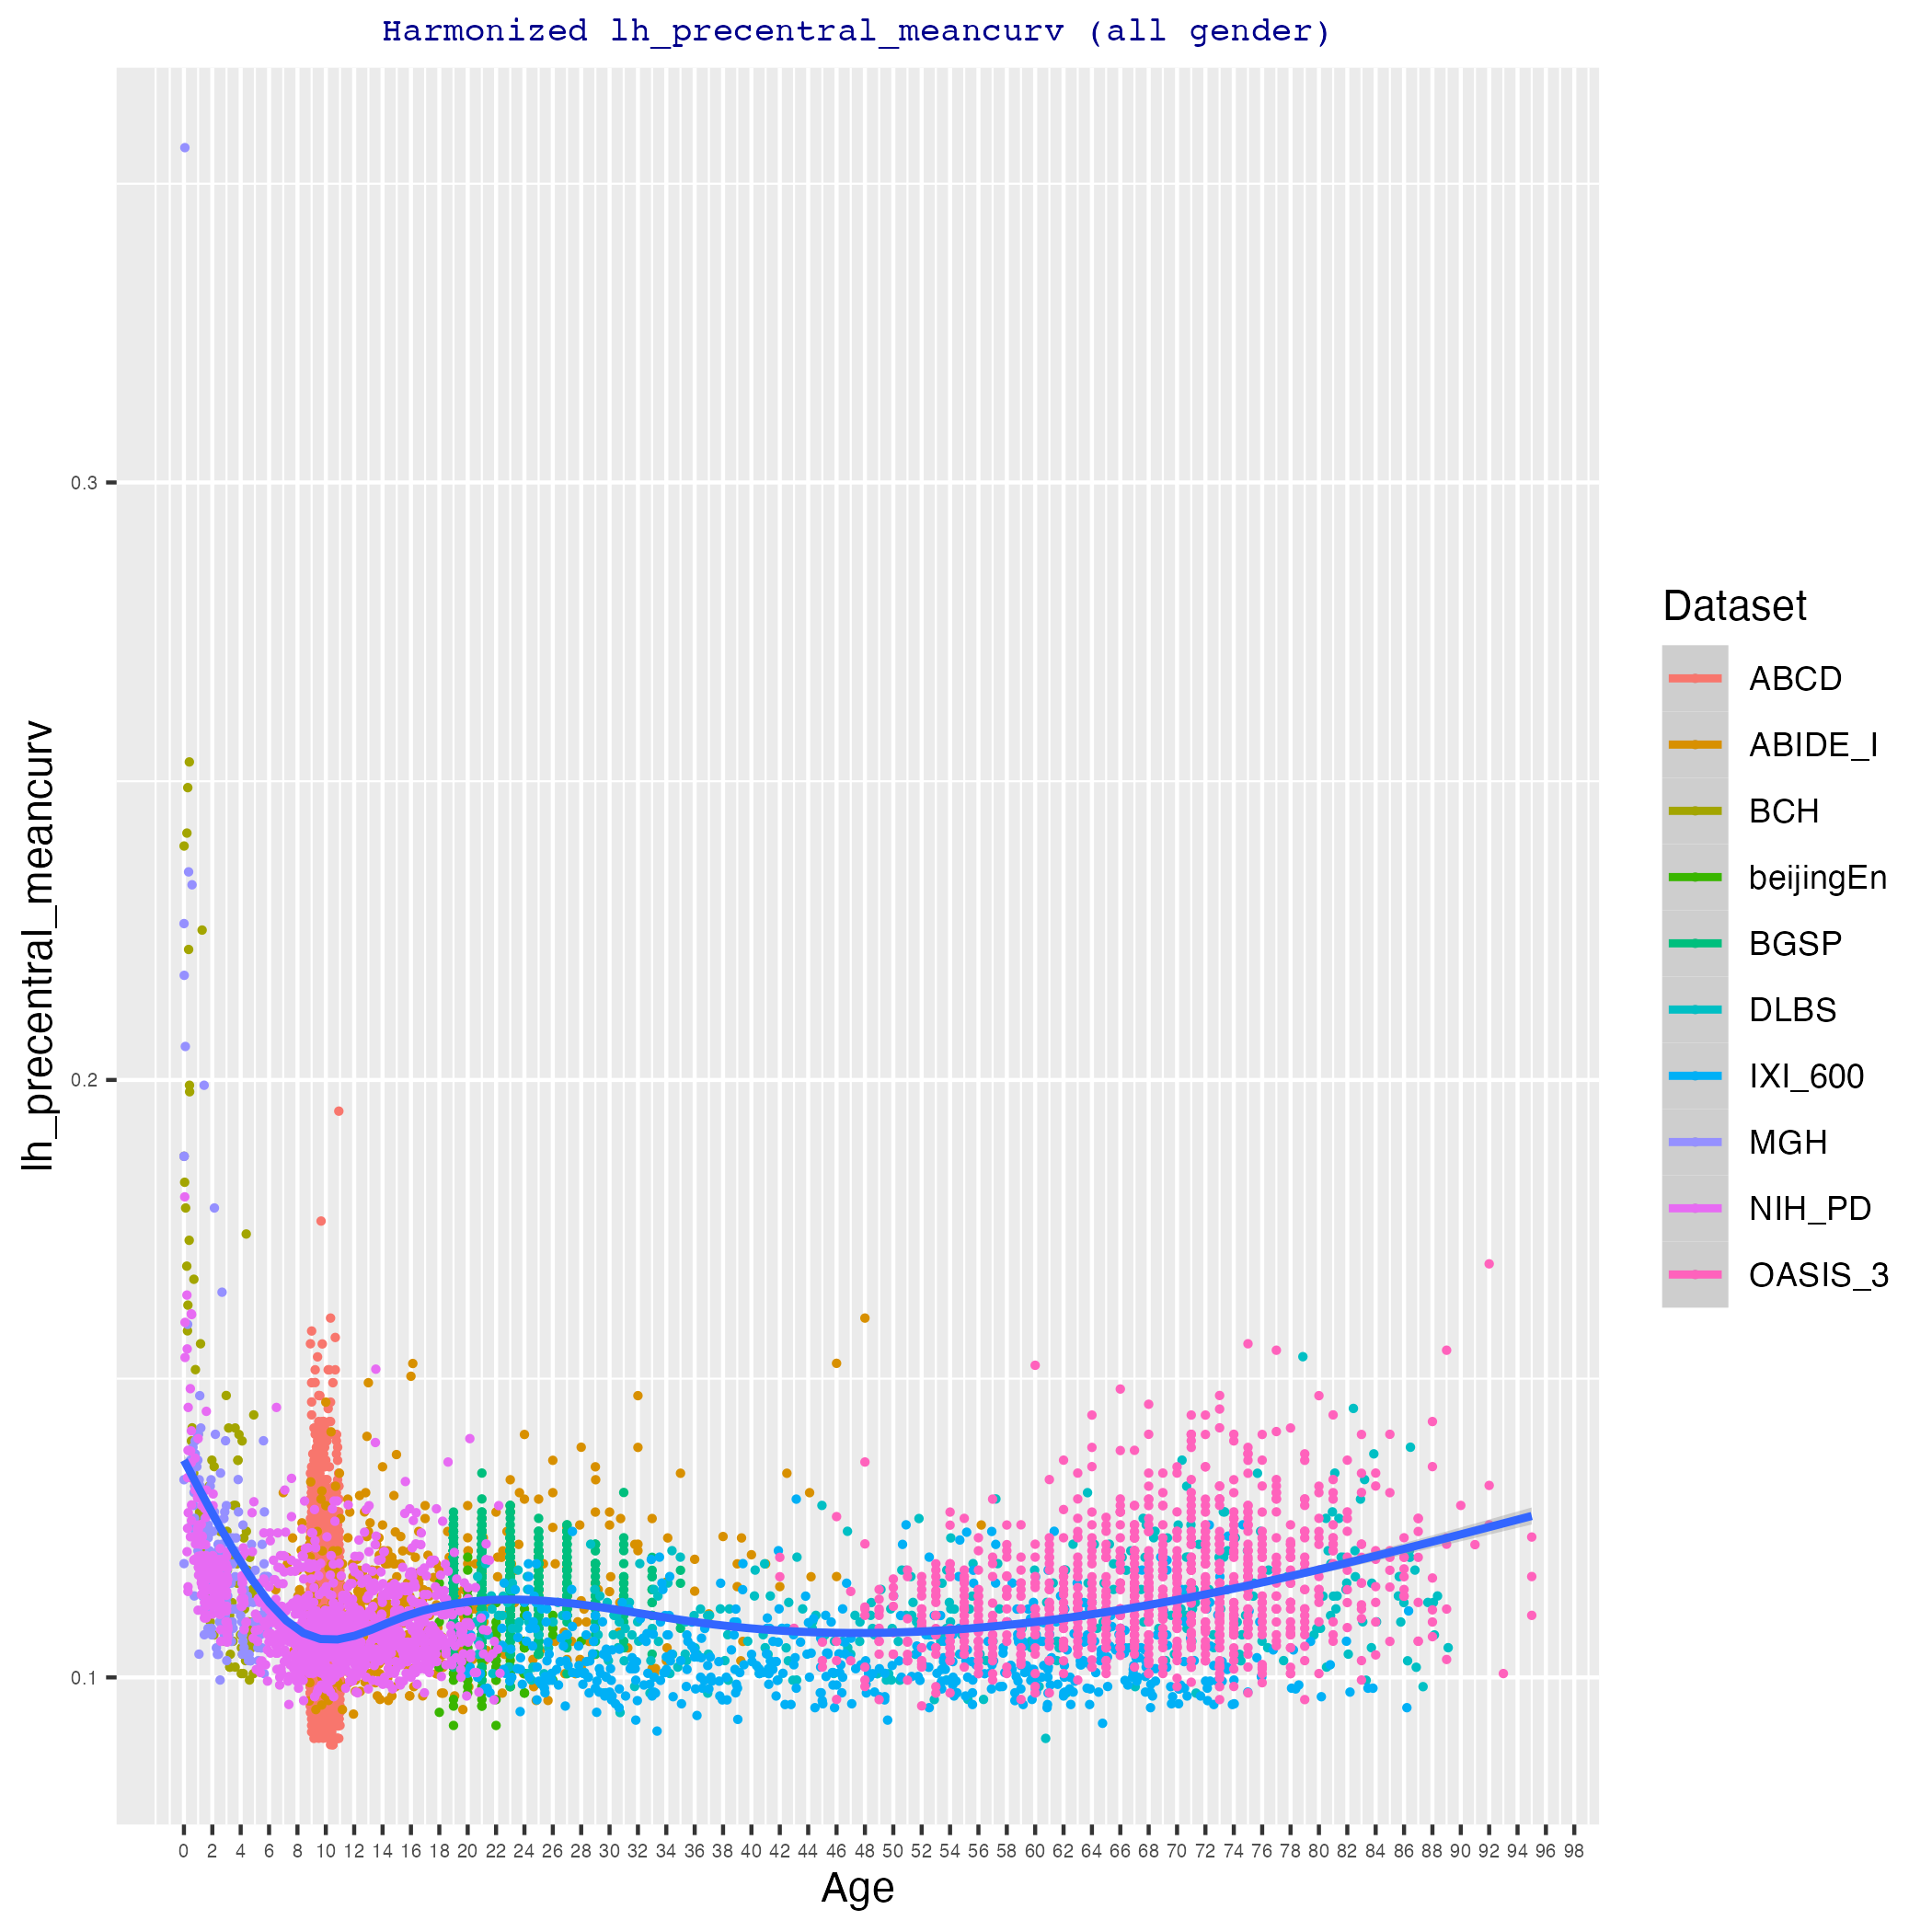 Harmonized lh_precentral_meancurv (all gender)
lh_precentral_meancurv
0.3
0.2
0.1
0 2 4 6 8 10 12 14 16 18 20 22 24 26 28 30 32 34 36 38 40 42 44 46 48 50 52 54 56 58 60 62 64 66 68 70 72 74 76 78 80 82 84 86 88 90 92 94 96 98
Age
Dataset
ABCD
ABIDE_I
BCH
beijingEn
BGSP
DLBS
IXI_600
MGH
NIH_PD
OASIS_3